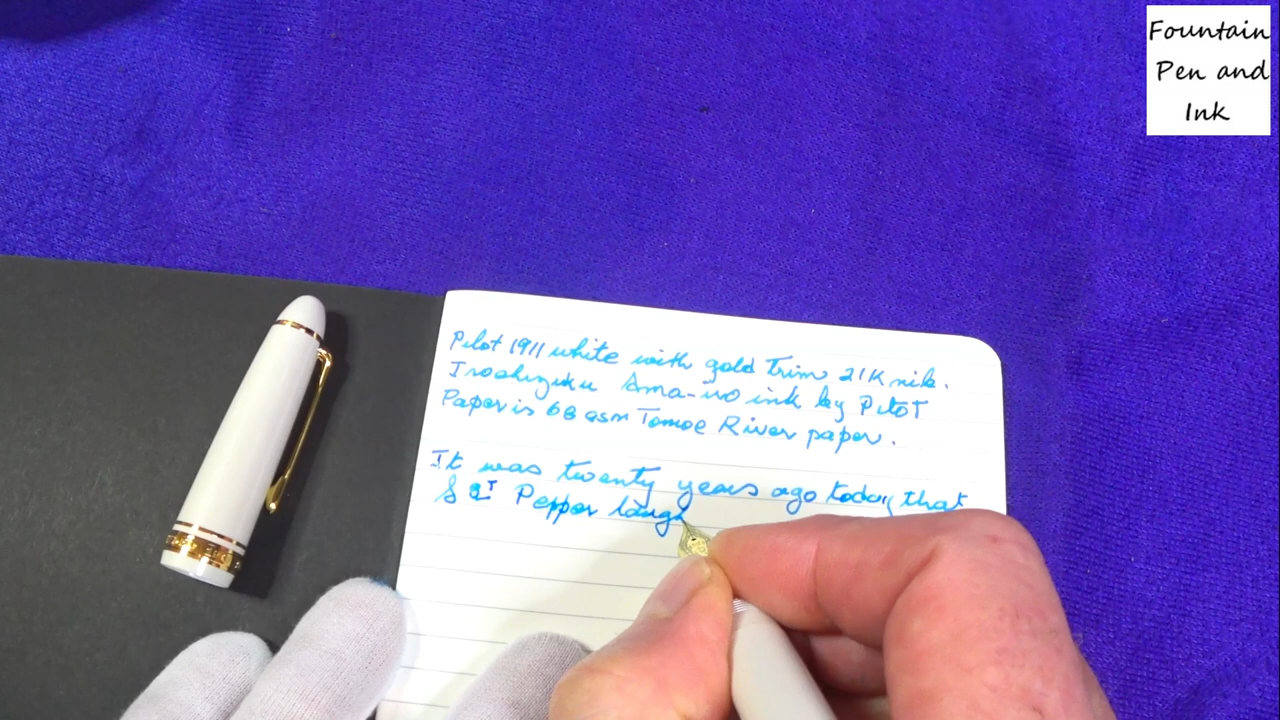 Fountain
Pen and
Ink
Pilot 1911 white with gold trim 21K nib.
Iroshizuku Ama-iro ink by Pilot
Paper is 68 gsm Tomoe River paper.
It was twenty years ago today that
Sgt Pepper laugh